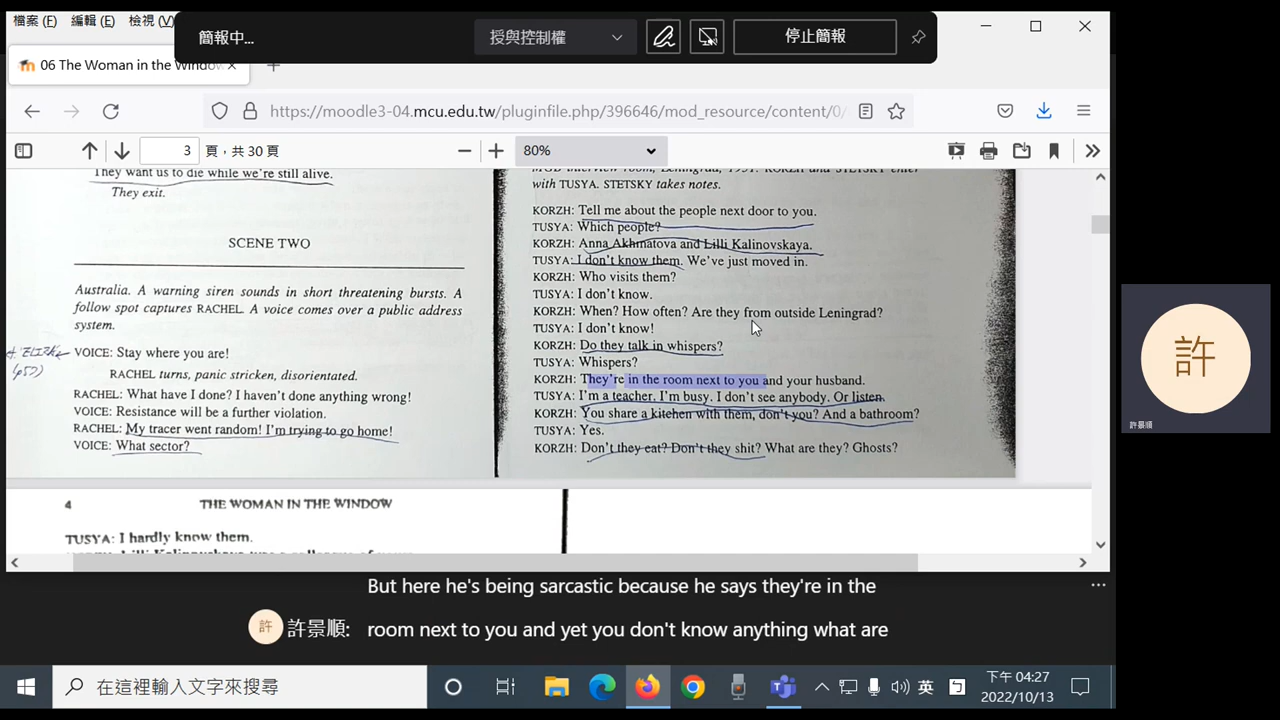 檔案 (F) 編輯 (E) 檢視 (V)
簡報中...
授與控制權
停止簡報
06 The Woman in the Window
https://moodle3-04.mcu.edu.tw/pluginfile.php/396646/mod_resource/content/0/
3 頁，共 30 頁
80%
They want us to die while we're still alive.
They exit.
SCENE TWO
Australia. A warning siren sounds in short threatening bursts. A
follow spot captures RACHEL. A voice comes over a public address
system.
VOICE: Stay where you are!
RACHEL turns, panic stricken, disorientated.
RACHEL: What have I done? I haven't done anything wrong!
VOICE: Resistance will be a further violation.
RACHEL: My tracer went random! I'm trying to go home!
VOICE: What sector?
with TUSYA. STETSKY takes notes.
KORZH: Tell me about the people next door to you.
TUSYA: Which people?
KORZH: Anna Akhmatova and Lilli Kalinovskaya.
TUSYA: I don't know them. We've just moved in.
KORZH: Who visits them?
TUSYA: I don't know.
KORZH: When? How often? Are they from outside Leningrad?
TUSYA: I don't know!
KORZH: Do they talk in whispers?
TUSYA: Whispers?
KORZH: They're in the room next to you and your husband.
TUSYA: I'm a teacher. I'm busy. I don't see anybody. Or listen.
KORZH: You share a kitchen with them, don't you? And a bathroom?
TUSYA: Yes.
KORZH: Don't they eat? Don't they shit? What are they? Ghosts?
4 THE WOMAN IN THE WINDOW
TUSYA: I hardly know them.
許
許景順
But here he's being sarcastic because he says they're in the
許 許景順: room next to you and yet you don't know anything what are
在這裡輸入文字來搜尋
英
下午 04:27
2022/10/13